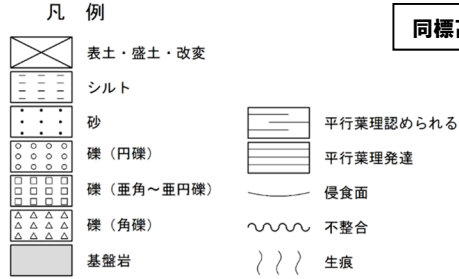 凡 例
同標
表土・盛土・改変
シルト
砂
礫（円礫）
礫（亜角～亜円礫）
礫（角礫）
基盤岩
平行葉理認められる
平行葉理発達
侵食面
不整合
生痕